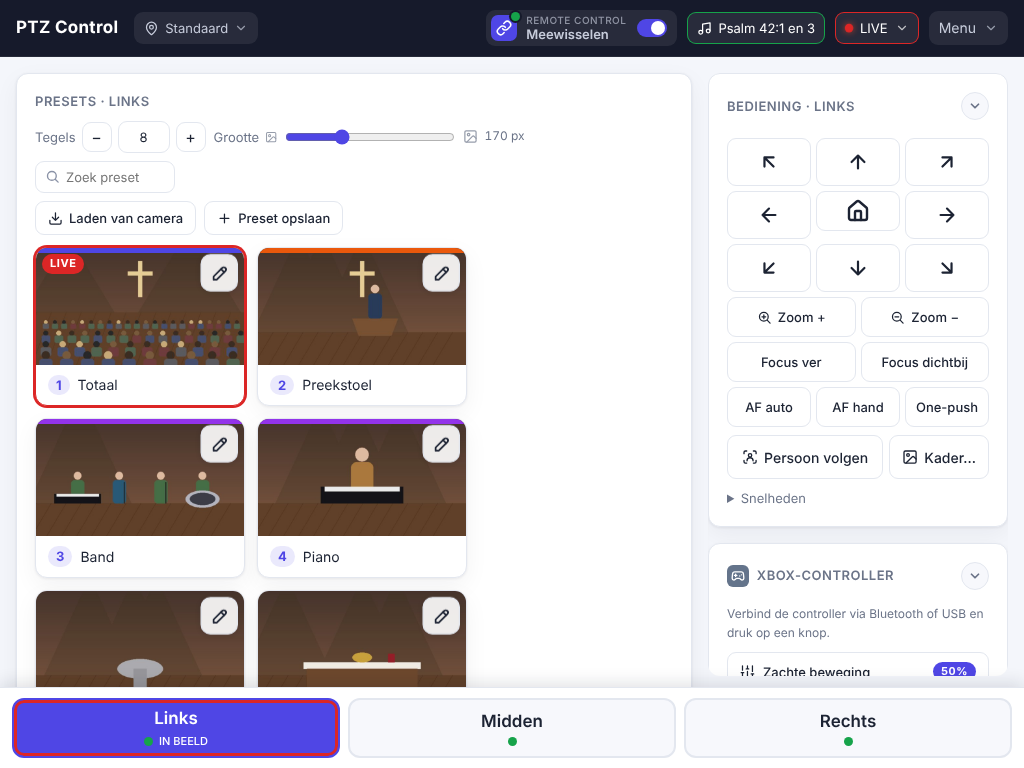 PTZ Control
Standaard
REMOTE CONTROL
Meewisselen
Psalm 42:1 en 3
LIVE
Menu
PRESETS · LINKS
Tegels − 8 + Grootte 170 px
Zoek preset
Laden van camera
+ Preset opslaan
LIVE
1 Totaal
2 Preekstoel
3 Band
4 Piano
BEDIENING · LINKS
Zoom +
Zoom −
Focus ver
Focus dichtbij
AF auto
AF hand
One-push
Persoon volgen
Kader...
Snelheden
XBOX-CONTROLLER
Verbind de controller via Bluetooth of USB en
druk op een knop.
Zachte beweging 50%
Links
IN BEELD
Midden
Rechts